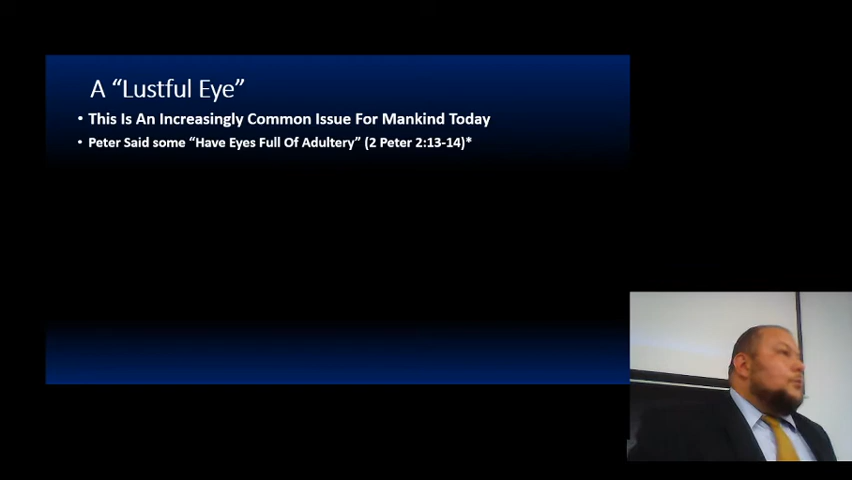 A “Lustful Eye”
• This Is An Increasingly Common Issue For Mankind Today
• Peter Said some “Have Eyes Full Of Adultery” (2 Peter 2:13-14)*